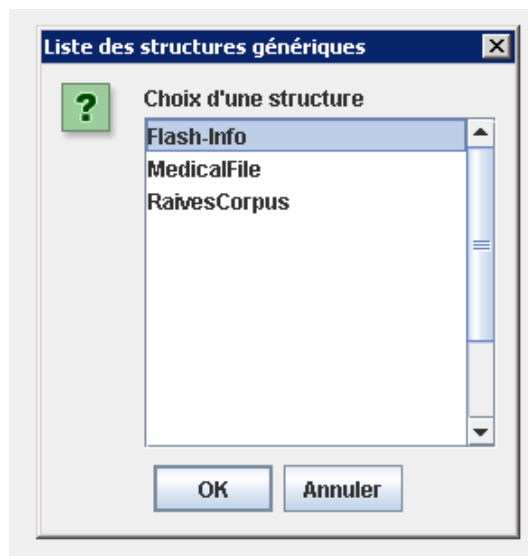 Liste des structures génériques
?
Choix d'une structure
Flash-Info
MedicalFile
RaivesCorpus
OK Annuler